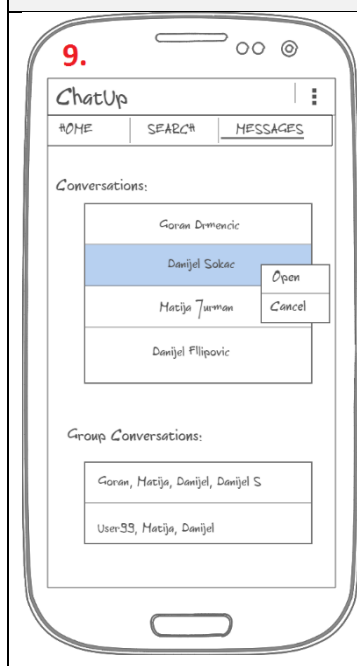 9.
ChatUp
HOME SEARCH MESSAGES
Conversations:
Goran Drmencic
Danijel Sokac
Open
Matija Jurman
Cancel
Danijel FIlipovic
Group Conversations:
Goran, Matija, Danijel, Danijel S
User99, Matija, Danijel